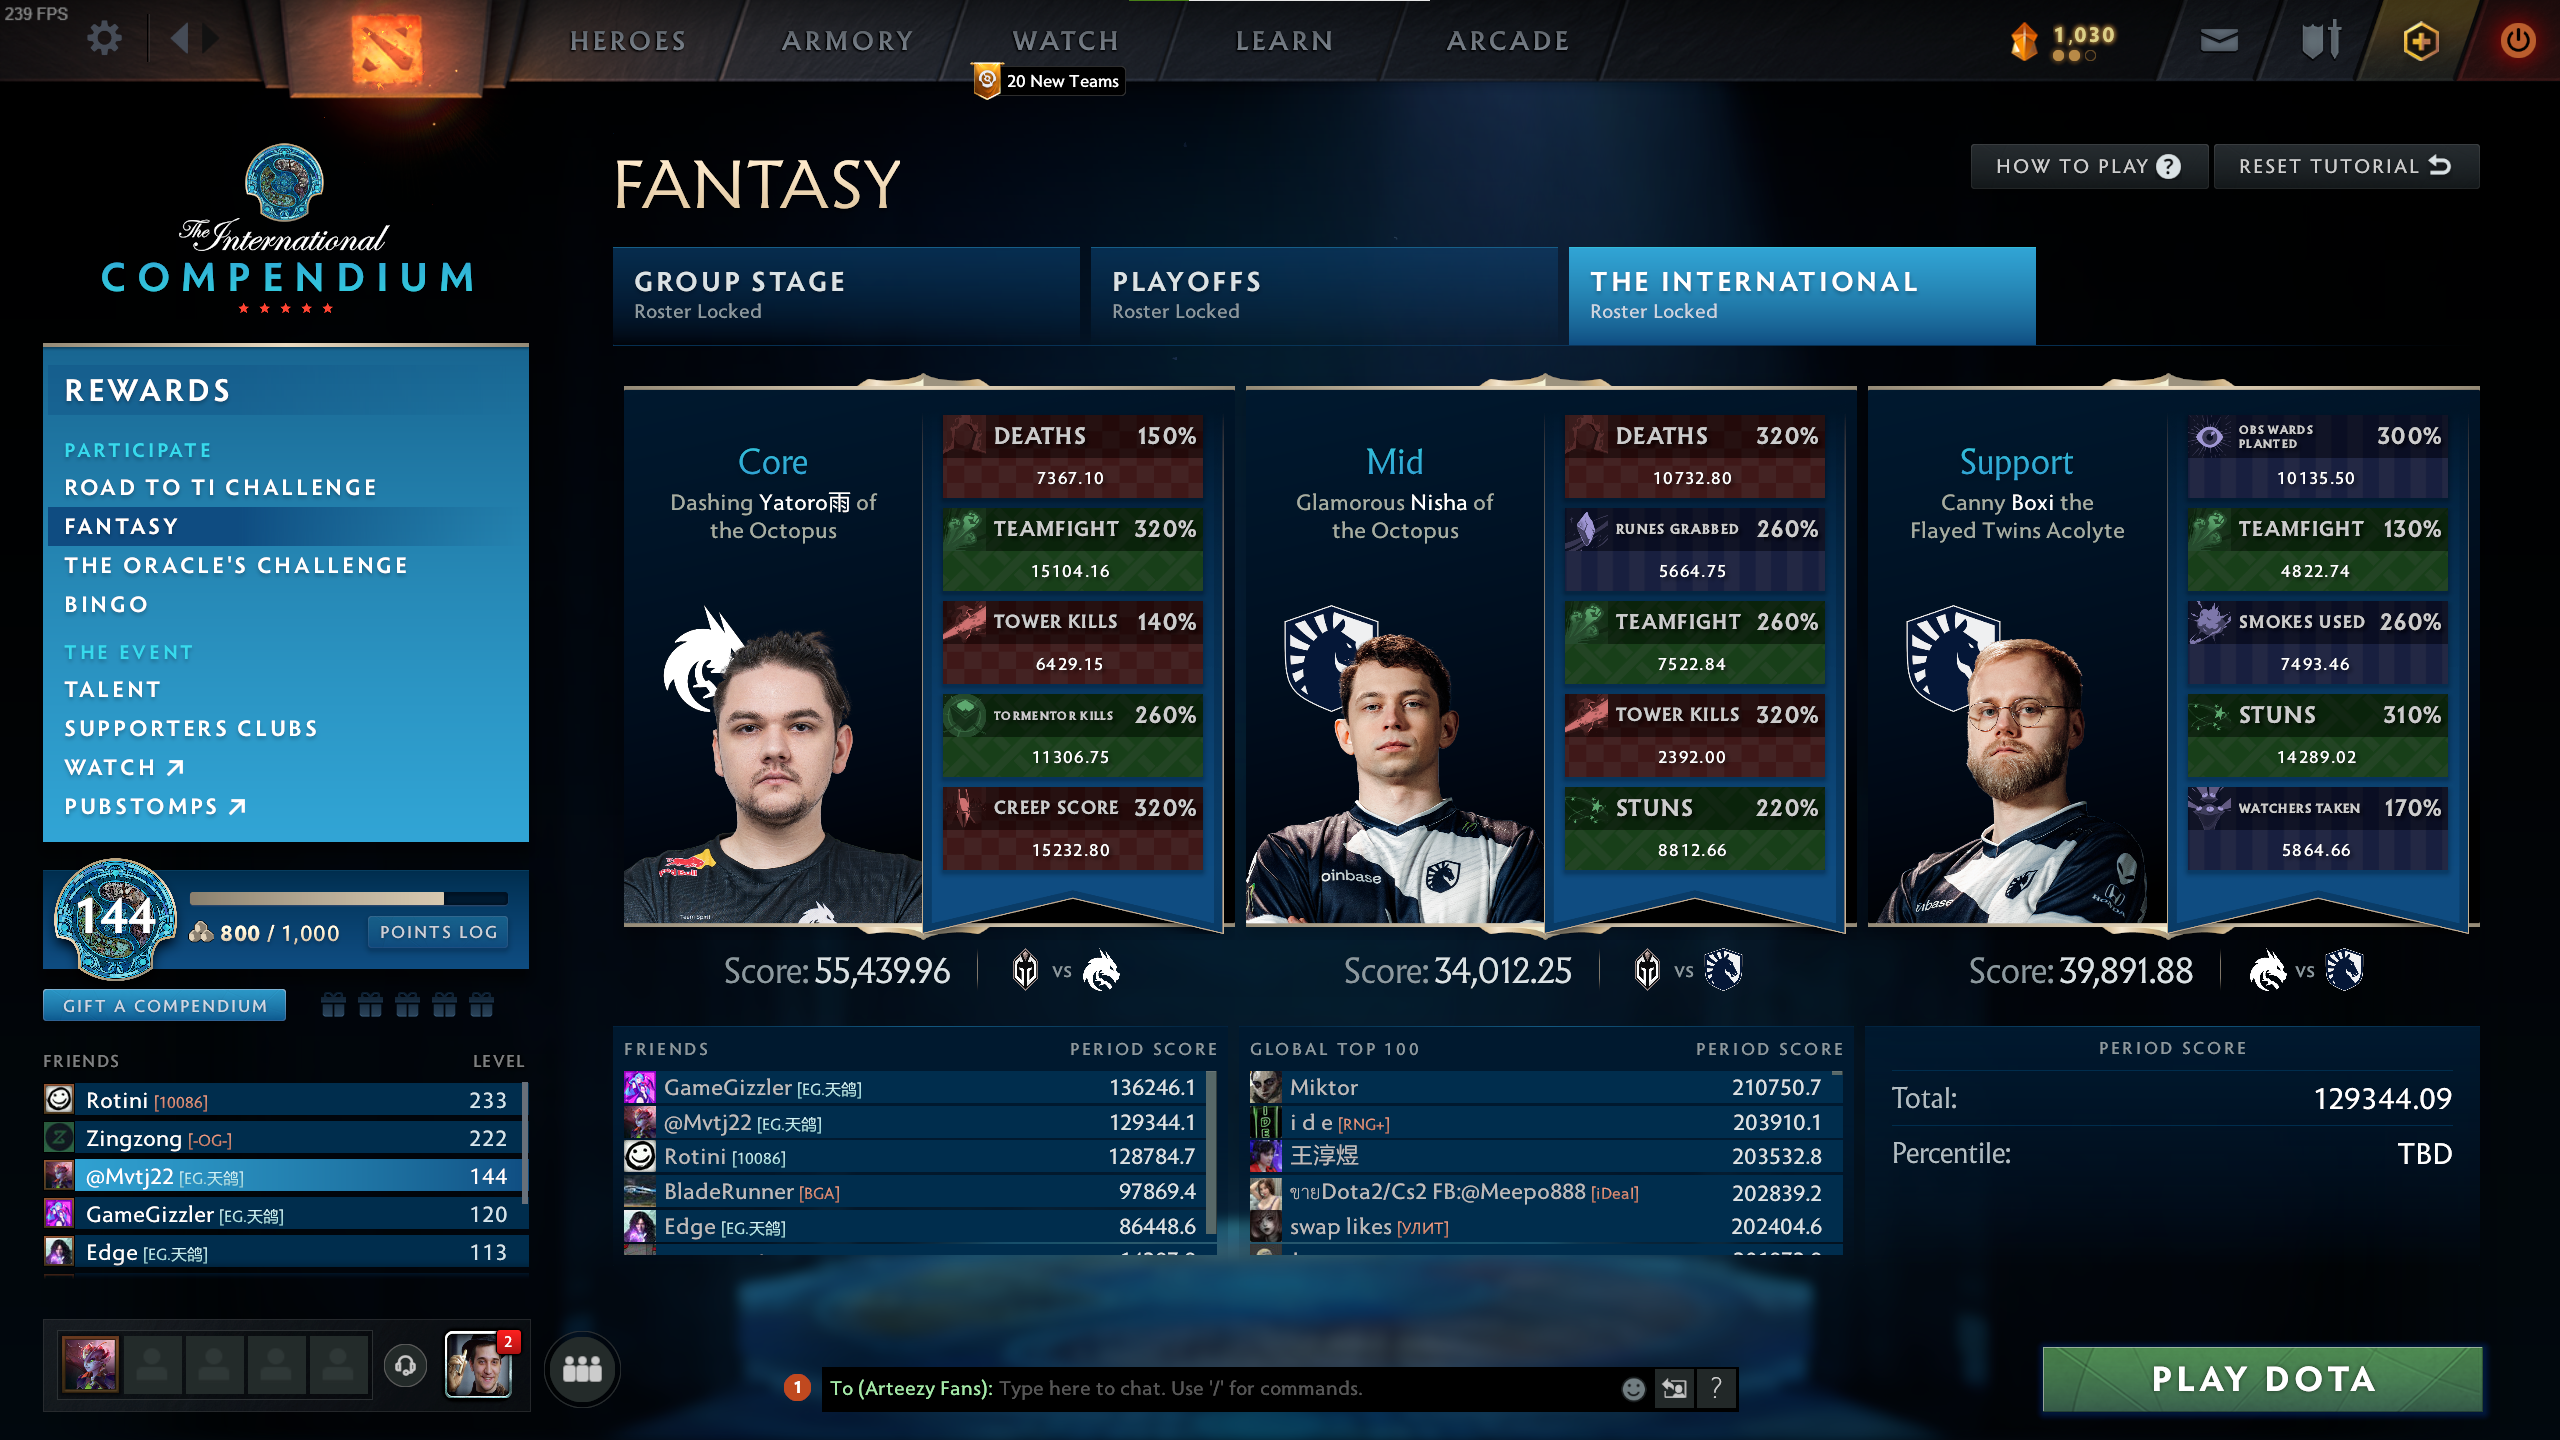 239 FPS
HEROES
ARMORY
WATCH
LEARN
ARCADE
1,030
20 New Teams
The International
COMPENDIUM
FANTASY
HOW TO PLAY ?
RESET TUTORIAL
GROUP STAGE
Roster Locked
PLAYOFFS
Roster Locked
THE INTERNATIONAL
Roster Locked
REWARDS
PARTICIPATE
ROAD TO TI CHALLENGE
FANTASY
THE ORACLE'S CHALLENGE
BINGO
THE EVENT
TALENT
SUPPORTERS CLUBS
WATCH
PUBSTOMPS
144
800 / 1,000
POINTS LOG
GIFT A COMPENDIUM
FRIENDS LEVEL
Rotini [10086] 233
Zingzong [-OG-] 222
@Mvtj22 [EG.天鸽] 144
GameGizzler [EG.天鸽] 120
Edge [EG.天鸽] 113
Core
Dashing Yatoro雨 of
the Octopus
DEATHS 150%
7367.10
TEAMFIGHT 320%
15104.16
TOWER KILLS 140%
6429.15
TORMENTOR KILLS 260%
11306.75
CREEP SCORE 320%
15232.80
Red Bull
Team Spirit
Score: 55,439.96
vs
Mid
Glamorous Nisha of
the Octopus
DEATHS 320%
10732.80
RUNES GRABBED 260%
5664.75
TEAMFIGHT 260%
7522.84
TOWER KILLS 320%
2392.00
STUNS 220%
8812.66
oinbase
Score: 34,012.25
vs
Support
Canny Boxi the
Flayed Twins Acolyte
OBS WARDS
PLANTED 300%
10135.50
TEAMFIGHT 130%
4822.74
SMOKES USED 260%
7493.46
STUNS 310%
14289.02
WATCHERS TAKEN 170%
5864.66
HONDA
Score: 39,891.88
vs
FRIENDS PERIOD SCORE
GameGizzler [EG.天鸽] 136246.1
@Mvtj22 [EG.天鸽] 129344.1
Rotini [10086] 128784.7
BladeRunner [BGA] 97869.4
Edge [EG.天鸽] 86448.6
GLOBAL TOP 100 PERIOD SCORE
Miktor 210750.7
i d e [RNG+] 203910.1
王淳煜 203532.8
ขายDota2/Cs2 FB:@Meepo888 [iDeal] 202839.2
swap likes [УЛИТ] 202404.6
PERIOD SCORE
Total: 129344.09
Percentile: TBD
2
1
To (Arteezy Fans): Type here to chat. Use '/' for commands.
?
PLAY DOTA